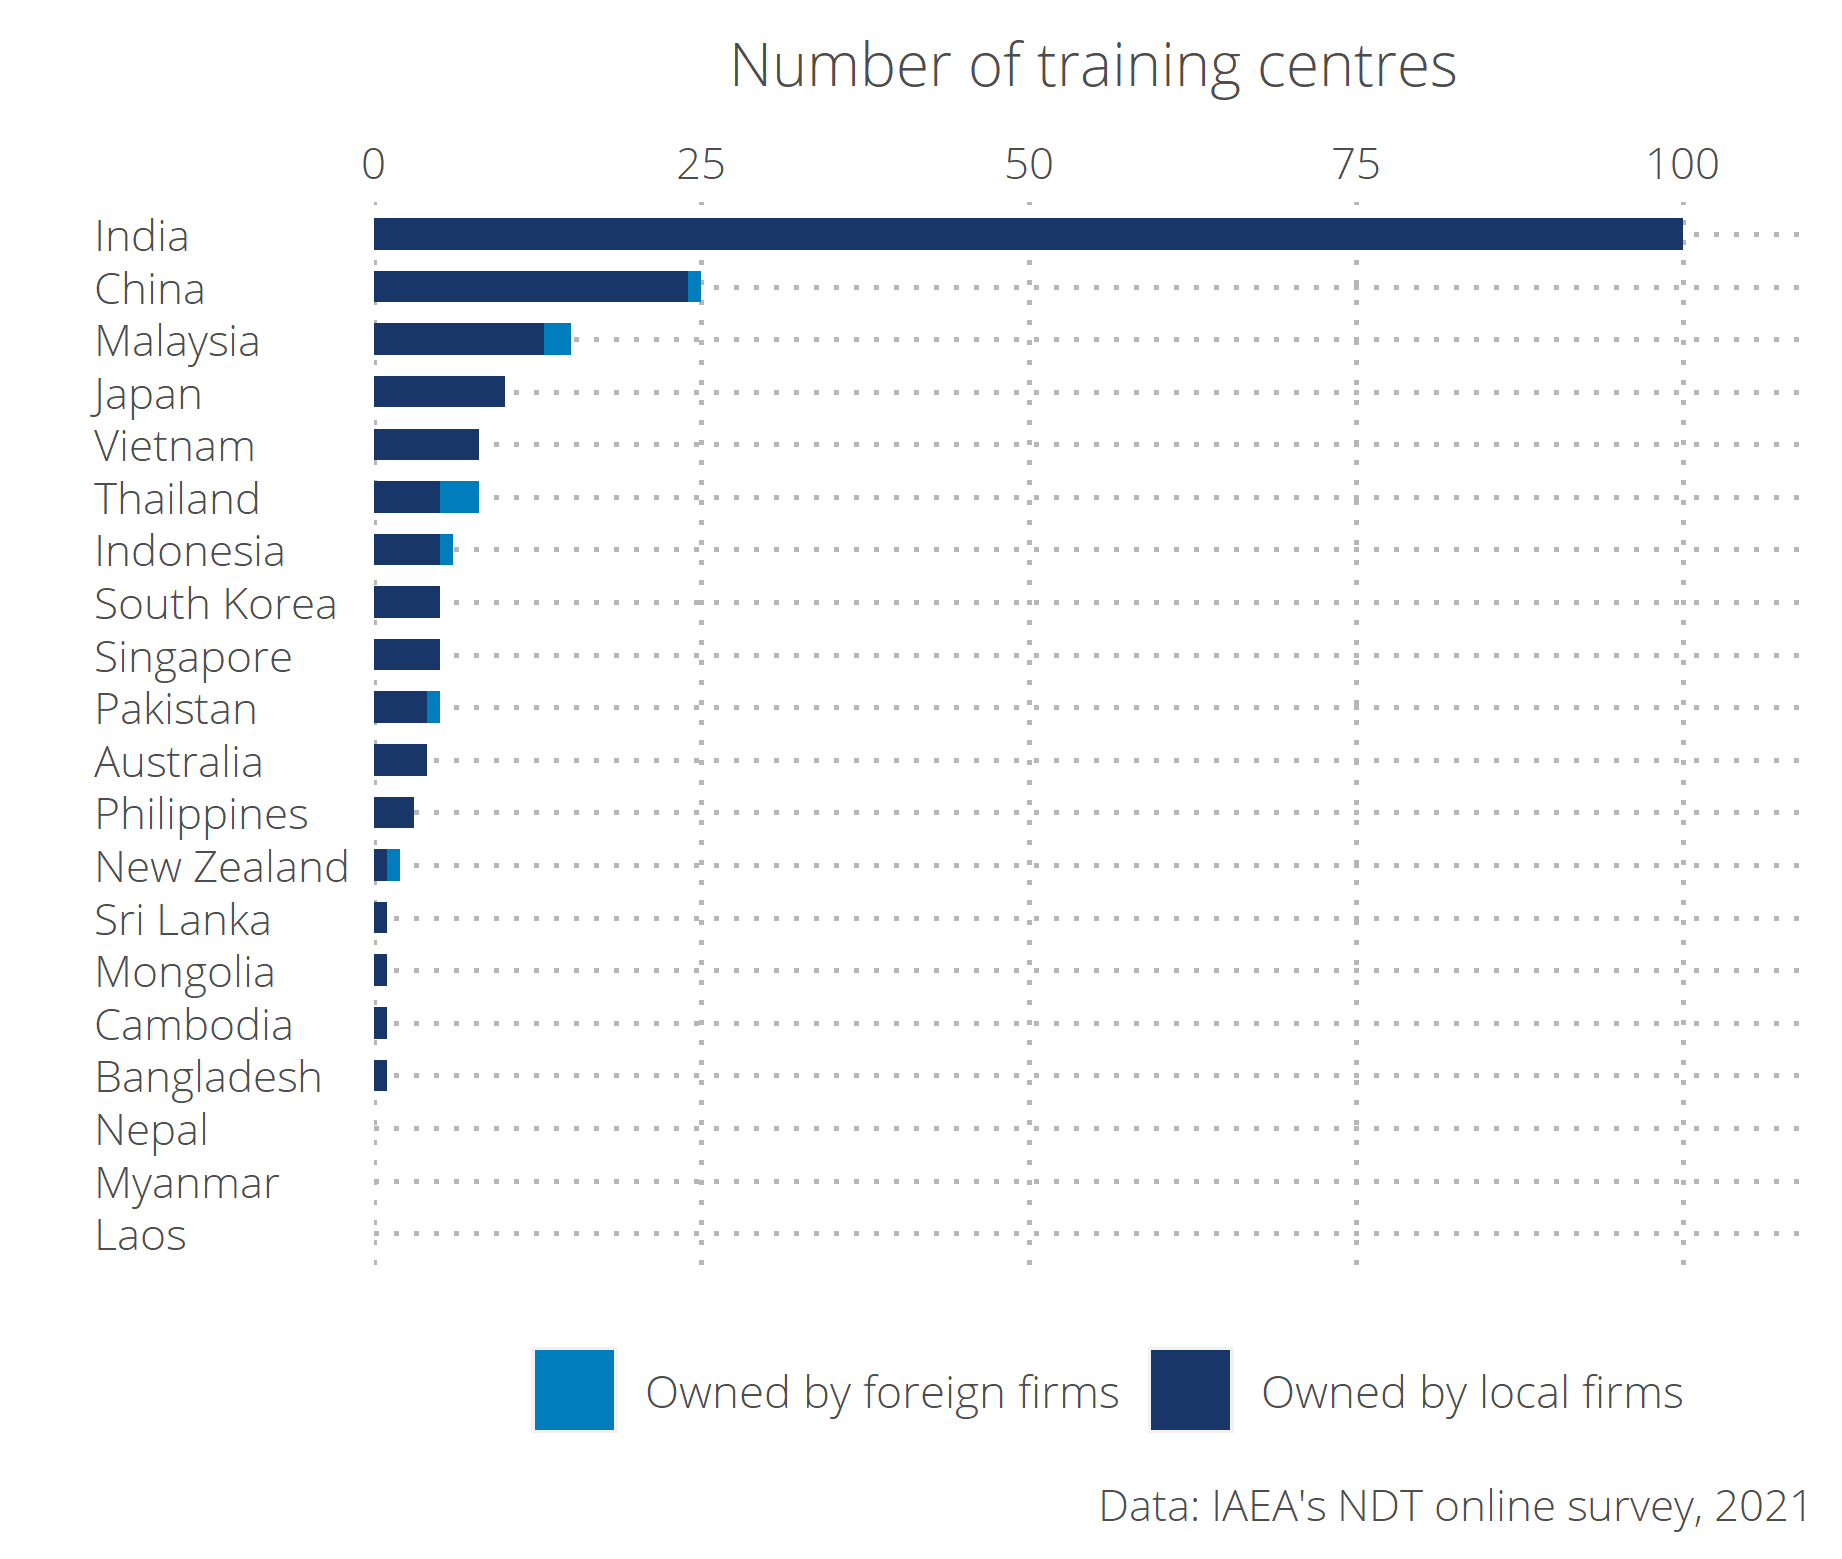 Number of training centres
0 25 50 75 100
India
China
Malaysia
Japan
Vietnam
Thailand
Indonesia
South Korea
Singapore
Pakistan
Australia
Philippines
New Zealand
Sri Lanka
Mongolia
Cambodia
Bangladesh
Nepal
Myanmar
Laos
Owned by foreign firms Owned by local firms
Data: IAEA's NDT online survey, 2021